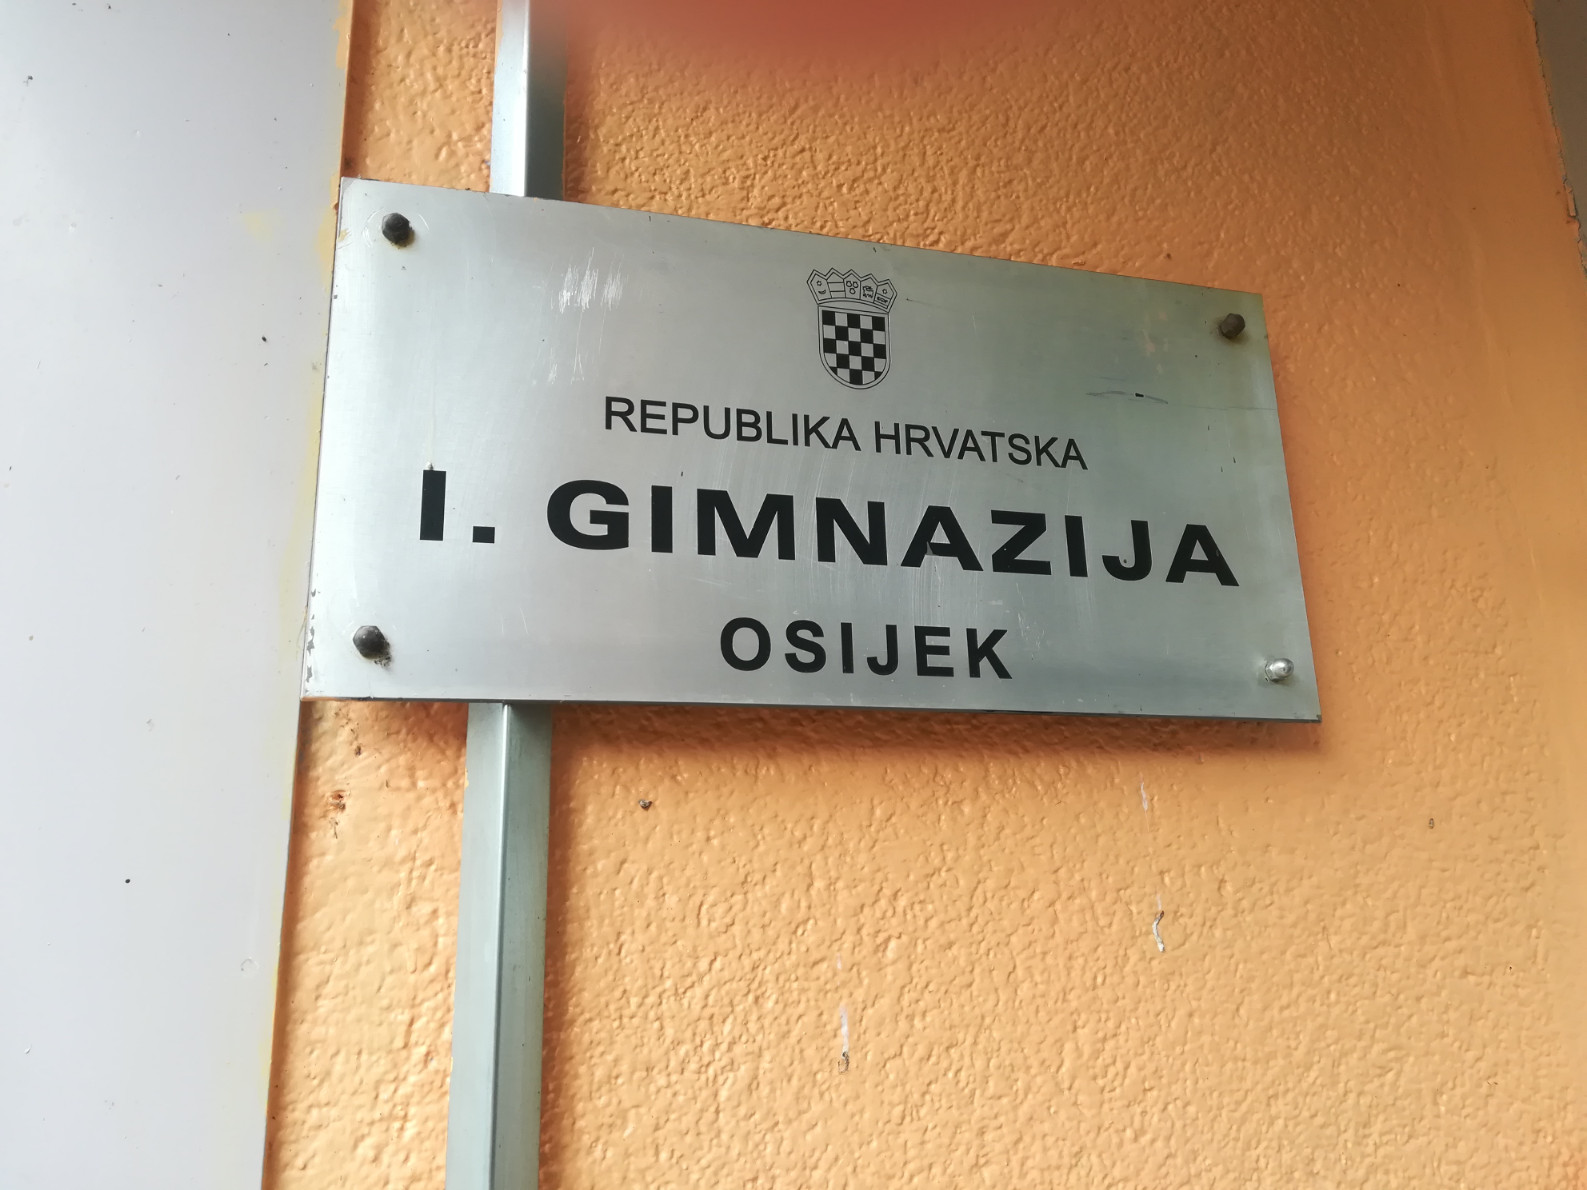 REPUBLIKA HRVATSKA
I. GIMNAZIJA
OSIJEK